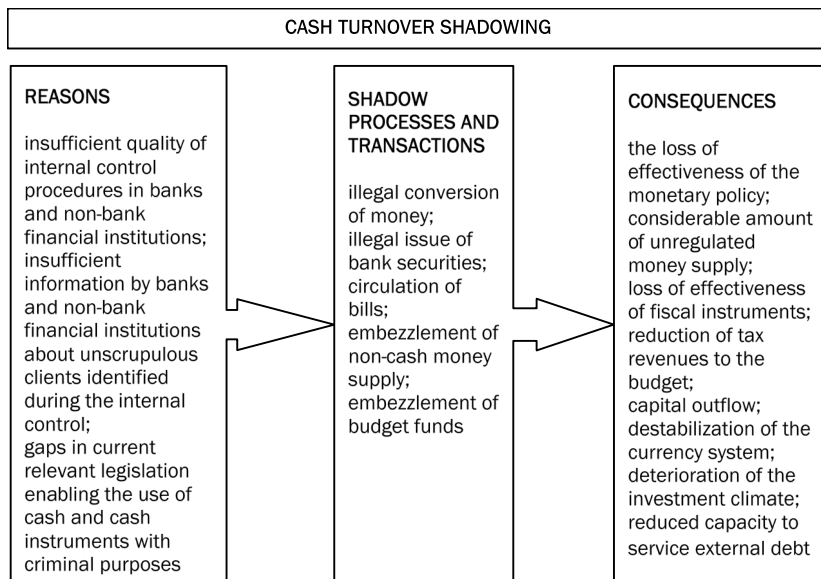 CASH TURNOVER SHADOWING
REASONS
insufficient quality of
internal control
procedures in banks
and non-bank
financial institutions;
insufficient
information by banks
and non-bank
financial institutions
about unscrupulous
clients identified
during the internal
control;
gaps in current
relevant legislation
enabling the use of
cash and cash
instruments with
criminal purposes
SHADOW
PROCESSES AND
TRANSACTIONS
illegal conversion
of money;
illegal issue of
bank securities;
circulation of
bills;
embezzlement of
non-cash money
supply;
embezzlement of
budget funds
CONSEQUENCES
the loss of
effectiveness of the
monetary policy;
considerable amount
of unregulated
money supply;
loss of effectiveness
of fiscal instruments;
reduction of tax
revenues to the
budget;
capital outflow;
destabilization of the
currency system;
deterioration of the
investment climate;
reduced capacity to
service external debt